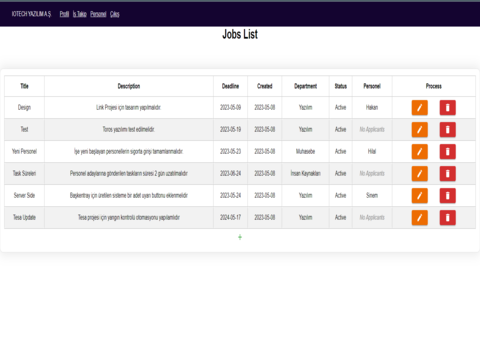 IOTECH YAZILIM A.Ş. Profil İş Takip Personel Çıkış
Jobs List
Title Description Deadline Created Department Status Personel Process
Design Link Projesi için tasarım yapılmalıdır. 2023-05-09 2023-05-08 Yazılım Active Hakan
Test Toros yazılımı test edilmelidir. 2023-05-19 2023-05-08 Yazılım Active No Applicants
Yeni Personel İşe yeni başlayan personellerin sigorta girişi tamamlanmalıdır. 2023-05-23 2023-05-08 Muhasebe Active Hilal
Task Süreleri Personel adaylarına gönderilen taskların süresi 2 gün uzatılmalıdır 2023-06-24 2023-05-08 İnsan Kaynakları Active No Applicants
Server Side Başkentray için üretilen sisteme bir adet uyarı buttonu eklenmelidir 2023-05-24 2023-05-08 Yazılım Active Sinem
Tesa Update Tesa projesi için yangın kontrolü otomasyonu yapılamlıdır 2024-05-17 2023-05-08 Yazılım Active No Applicants
+